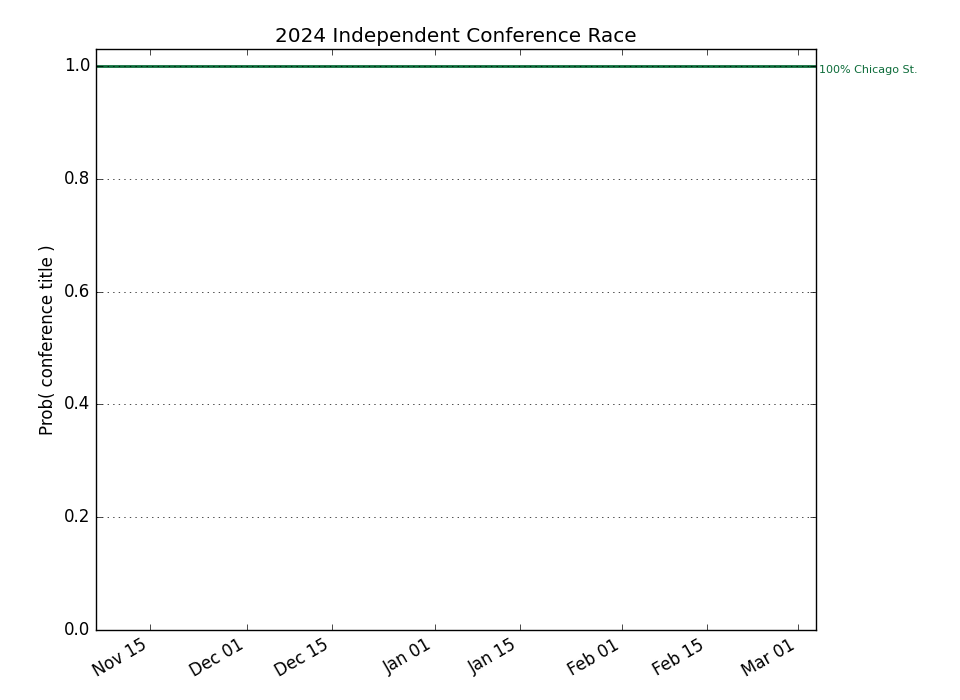 2024 Independent Conference Race
1.0
100% Chicago St.
0.8
0.6
Prob( conference title )
0.4
0.2
0.0
Nov 15
Dec 01
Dec 15
Jan 01
Jan 15
Feb 01
Feb 15
Mar 01